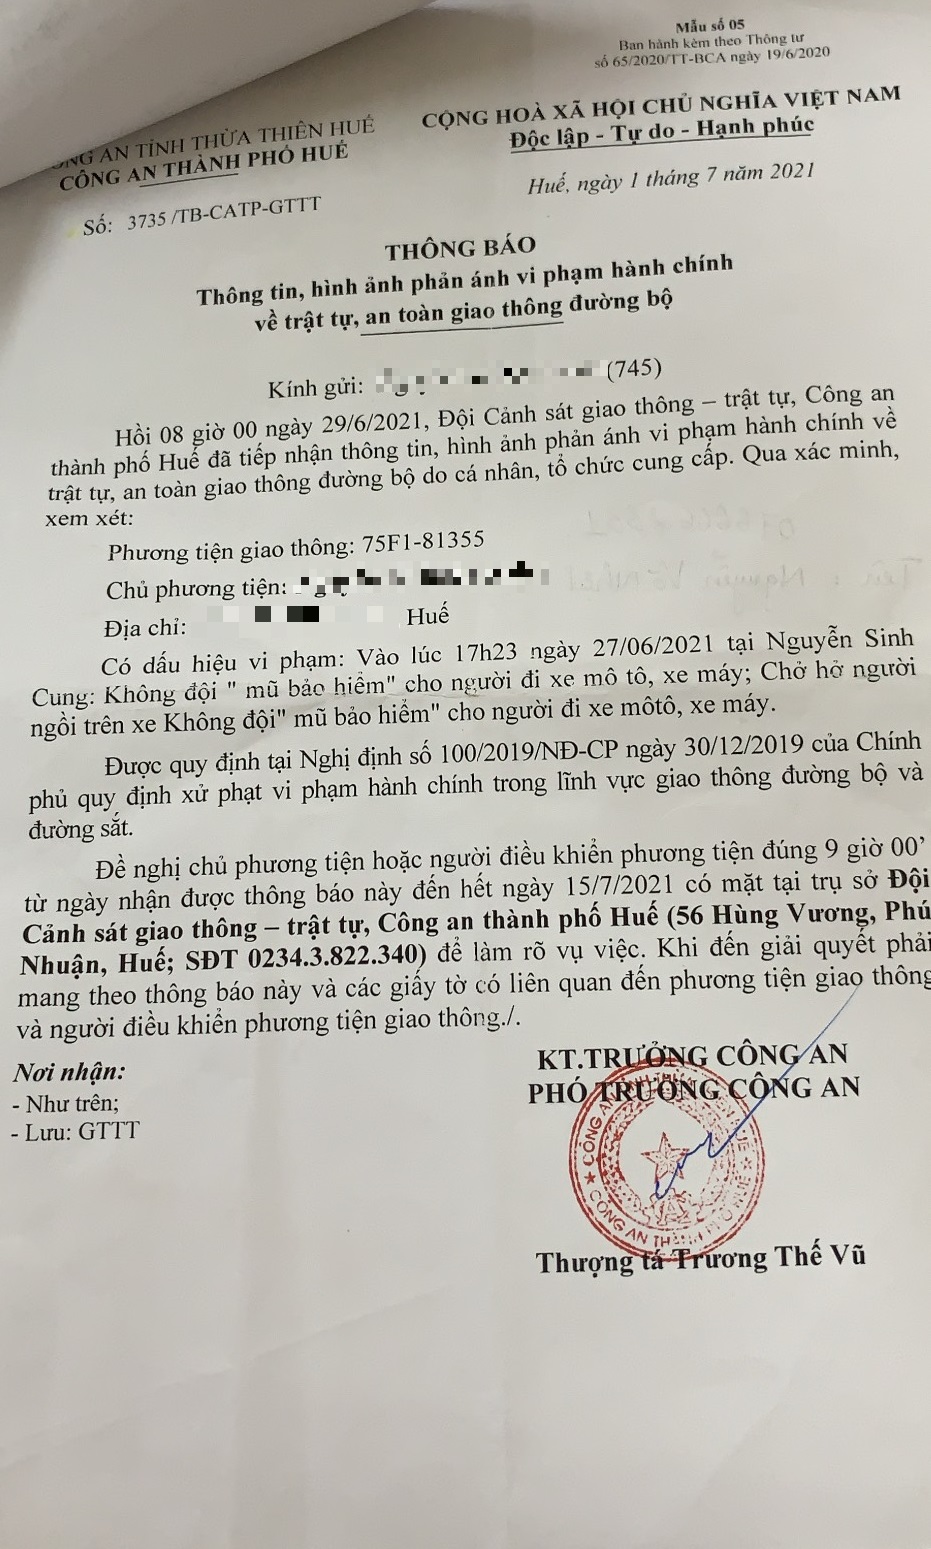 Mẫu số 05
Ban hành kèm theo Thông tư
số 65/2020/TT-BCA ngày 19/6/2020
AN TỈNH THỪA THIÊN HUẾ
CÔNG AN THÀNH PHỐ HUẾ
CỘNG HOÀ XÃ HỘI CHỦ NGHĨA VIỆT NAM
Độc lập - Tự do - Hạnh phúc
Số: 3735 /TB-CATP-GTTT
Huế, ngày 1 tháng 7 năm 2021
THÔNG BÁO
Thông tin, hình ảnh phản ánh vi phạm hành chính
về trật tự, an toàn giao thông đường bộ
Kính gửi: (745)
Hồi 08 giờ 00 ngày 29/6/2021, Đội Cảnh sát giao thông – trật tự, Công an
thành phố Huế đã tiếp nhận thông tin, hình ảnh phản ánh vi phạm hành chính về
trật tự, an toàn giao thông đường bộ do cá nhân, tổ chức cung cấp. Qua xác minh,
xem xét:
Phương tiện giao thông: 75F1-81355
Chủ phương tiện:
Địa chỉ: Huế
Có dấu hiệu vi phạm: Vào lúc 17h23 ngày 27/06/2021 tại Nguyễn Sinh
Cung: Không đội " mũ bảo hiểm" cho người đi xe mô tô, xe máy; Chở hở người
ngồi trên xe Không đội" mũ bảo hiểm" cho người đi xe môtô, xe máy.
Được quy định tại Nghị định số 100/2019/NĐ-CP ngày 30/12/2019 của Chính
phủ quy định xử phạt vi phạm hành chính trong lĩnh vực giao thông đường bộ và
đường sắt.
Đề nghị chủ phương tiện hoặc người điều khiển phương tiện đúng 9 giờ 00’
từ ngày nhận được thông báo này đến hết ngày 15/7/2021 có mặt tại trụ sở Đội
Cảnh sát giao thông – trật tự, Công an thành phố Huế (56 Hùng Vương, Phú
Nhuận, Huế; SĐT 0234.3.822.340) để làm rõ vụ việc. Khi đến giải quyết phải
mang theo thông báo này và các giấy tờ có liên quan đến phương tiện giao thông
và người điều khiển phương tiện giao thông./.
Nơi nhận:
- Như trên;
- Lưu: GTTT
KT.TRƯỞNG CÔNG AN
PHÓ TRƯỞNG CÔNG AN
CÔNG AN THÀNH PHỐ HUẾ
Thượng tá Trương Thế Vũ